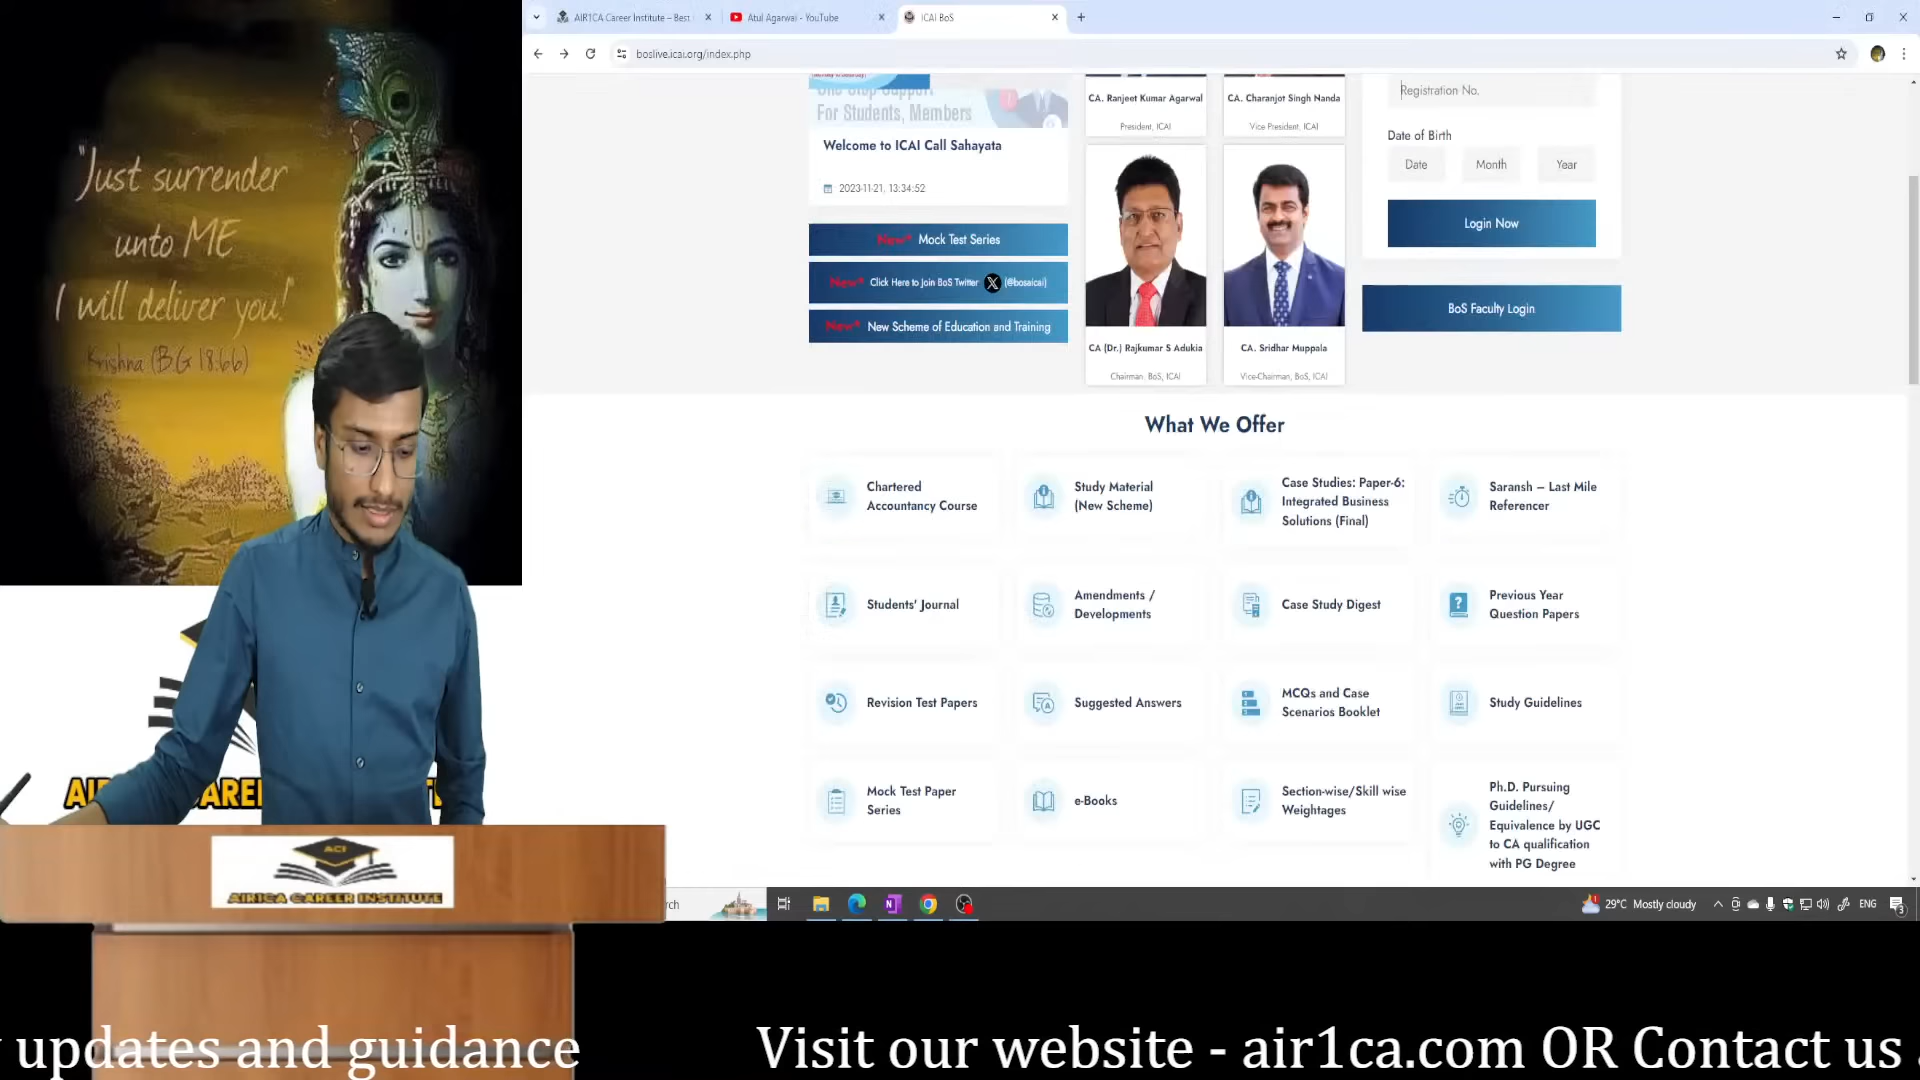 "Just surrender
unto ME
I will deliver you!"
Krishna (BG 18:66)
ACI
AIR1CA CAREER INSTITUTE
AIR1CA Career Institute – Best
Atul Agarwal - YouTube
ICAI BoS
boslive.icai.org/index.php
For Students, Members
Welcome to ICAI Call Sahayata
2023-11-21, 13:34:52
New* Mock Test Series
New* Click Here to Join BoS Twitter X (@bosaicai)
New* New Scheme of Education and Training
CA. Ranjeet Kumar Agarwal
President, ICAI
CA. Charanjot Singh Nanda
Vice President, ICAI
CA (Dr.) Rajkumar S Adukia
Chairman, BoS, ICAI
CA. Sridhar Muppala
Vice-Chairman, BoS, ICAI
Registration No.
Date of Birth
Date Month Year
Login Now
BoS Faculty Login
What We Offer
Chartered
Accountancy Course
Study Material
(New Scheme)
Case Studies: Paper-6:
Integrated Business
Solutions (Final)
Saransh – Last Mile
Referencer
Students' Journal
Amendments /
Developments
Case Study Digest
Previous Year
Question Papers
Revision Test Papers
Suggested Answers
MCQs and Case
Scenarios Booklet
Study Guidelines
Mock Test Paper
Series
e-Books
Section-wise/Skill wise
Weightages
Ph.D. Pursuing
Guidelines/
Equivalence by UGC
to CA qualification
with PG Degree
rch
29°C Mostly cloudy
ENG
3
updates and guidance Visit our website - air1ca.com OR Contact us